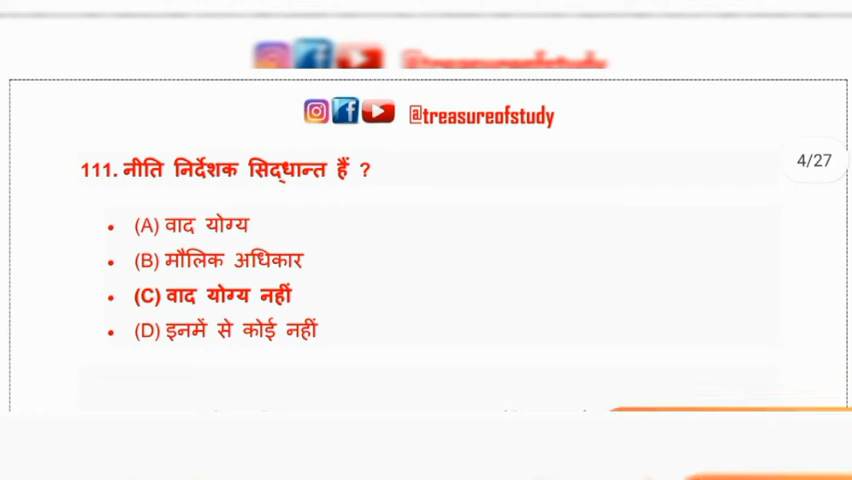 @treasureofstudy
4/27
111. नीति निर्देशक सिद्धान्त हैं ?
(A) वाद योग्य
(B) मौलिक अधिकार
(C) वाद योग्य नहीं
(D) इनमें से कोई नहीं